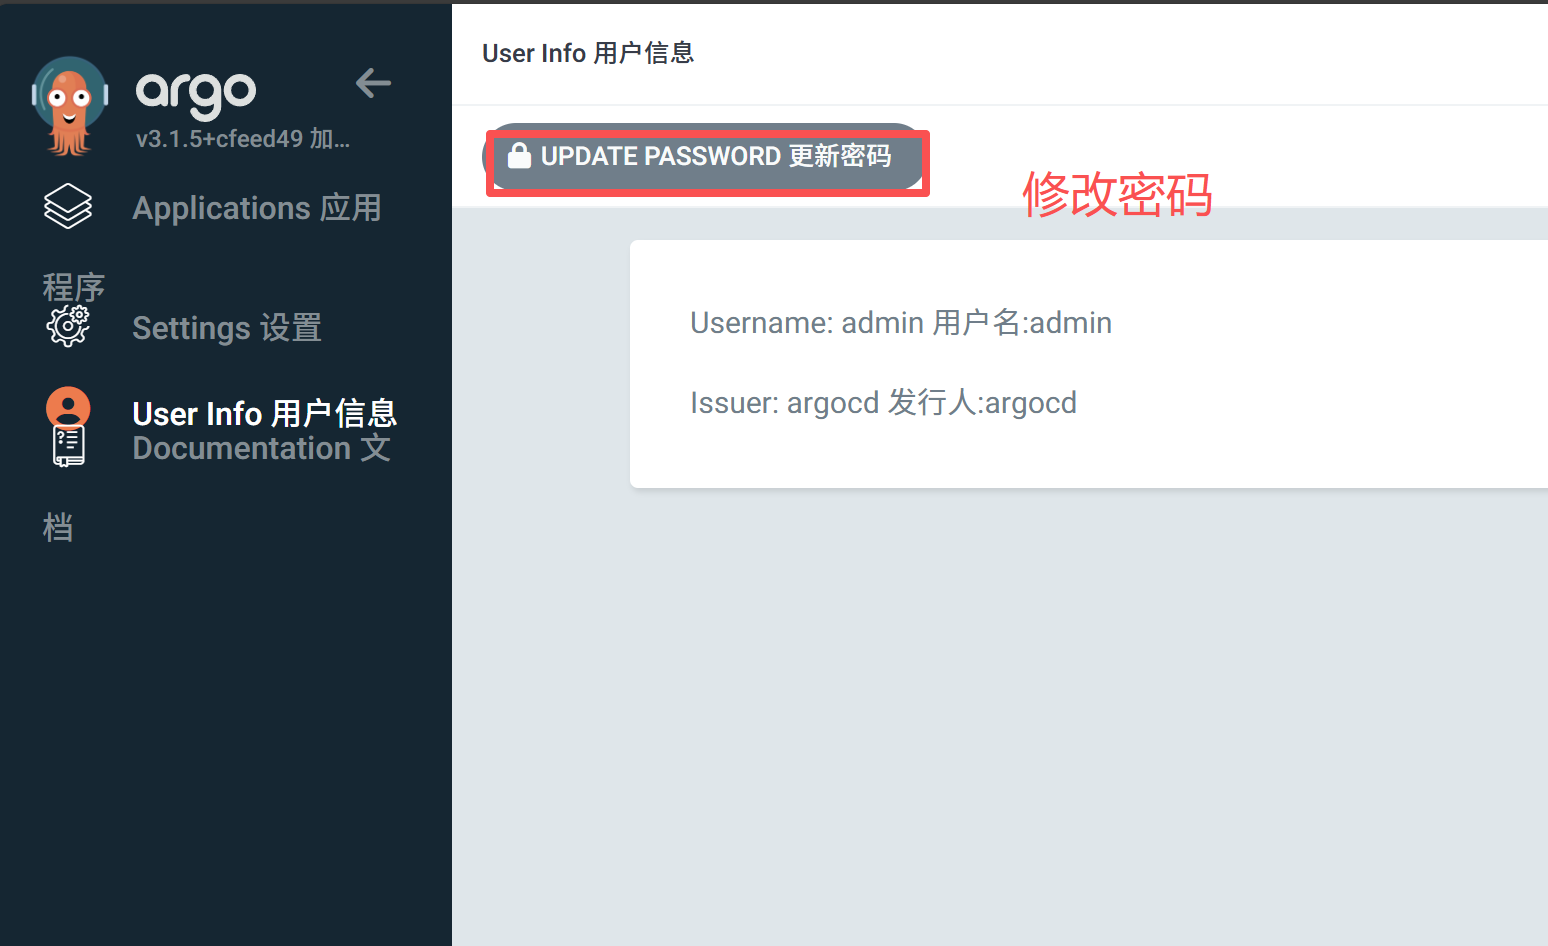 argo
v3.1.5+cfeed49 加...
Applications 应用
程序
Settings 设置
User Info 用户信息
Documentation 文
档
User Info 用户信息
UPDATE PASSWORD 更新密码
修改密码
Username: admin 用户名:admin
Issuer: argocd 发行人:argocd